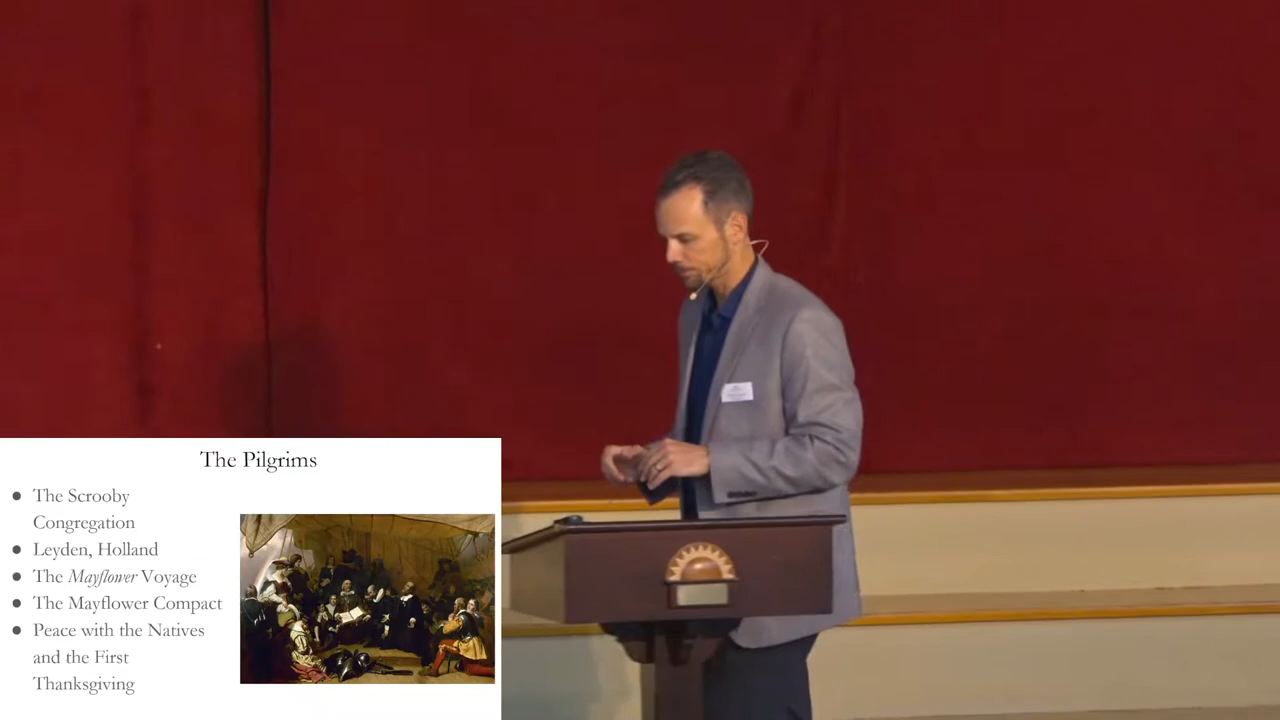 The Pilgrims
● The Scrooby
Congregation
● Leyden, Holland
● The Mayflower Voyage
● The Mayflower Compact
● Peace with the Natives
and the First
Thanksgiving